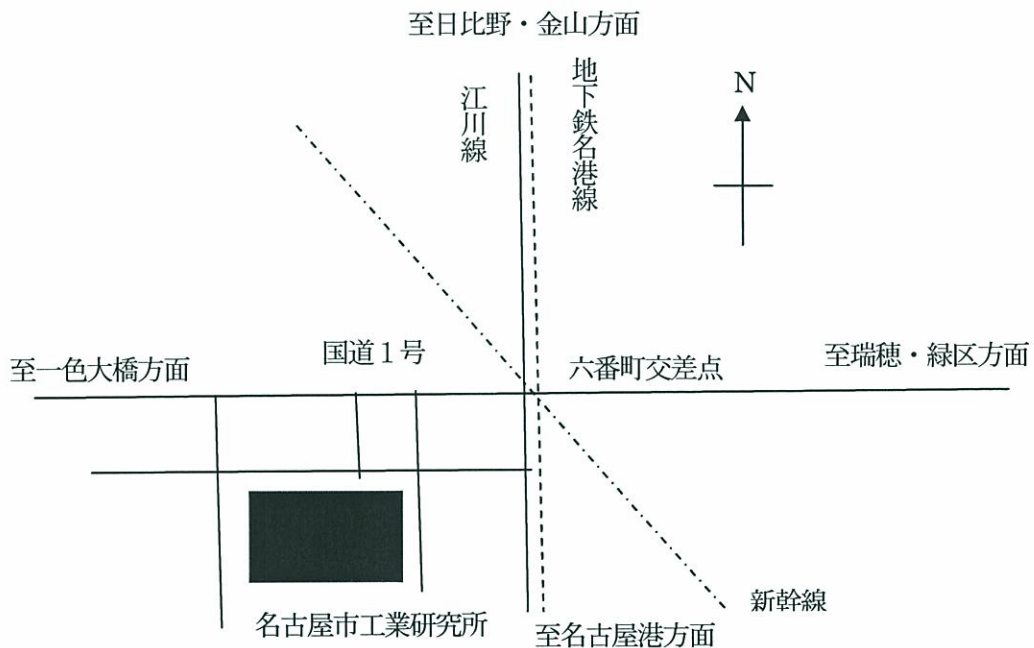 至日比野・金山方面
江川線
地下鉄名港線
N
至一色大橋方面
国道１号
六番町交差点
至瑞穂・緑区方面
新幹線
名古屋市工業研究所
至名古屋港方面